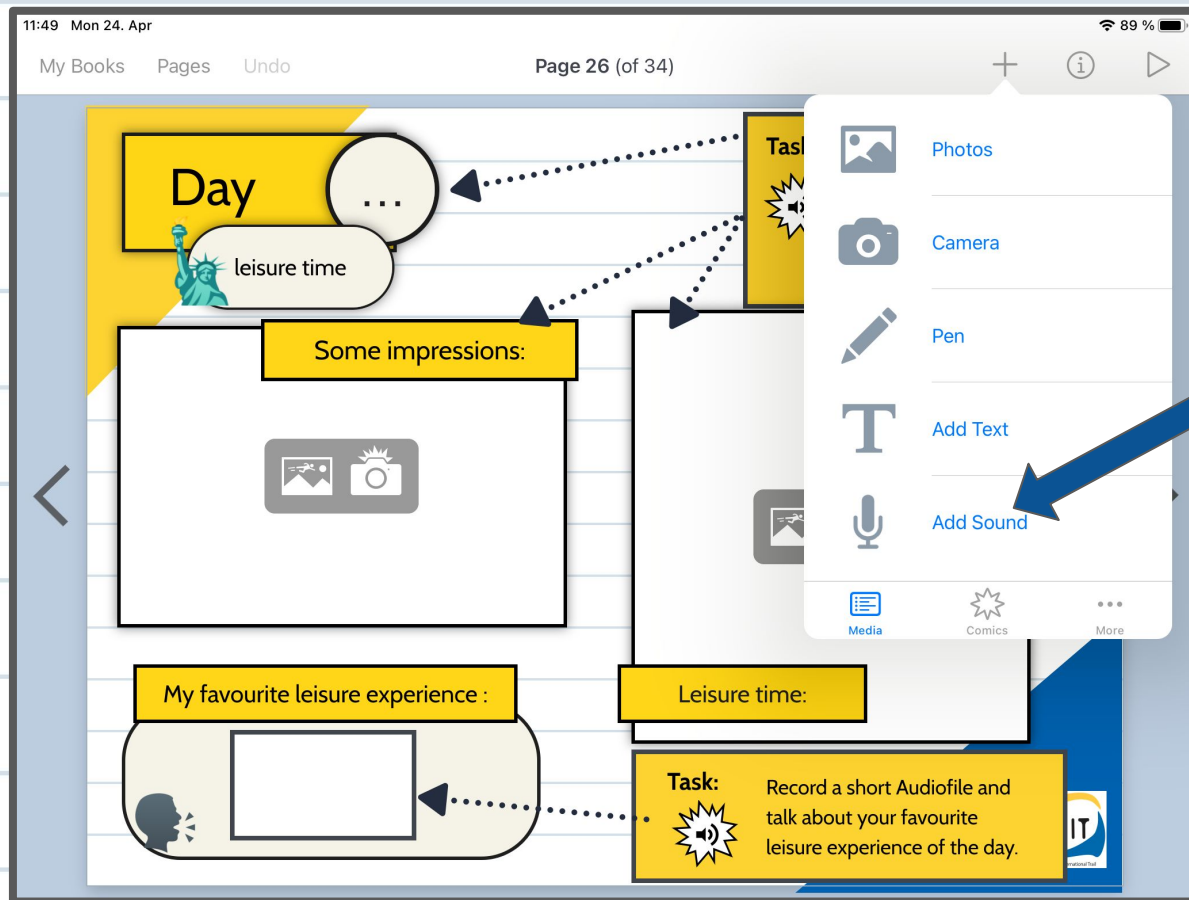 11:49 Mon 24. Apr
89 %
My Books Pages Undo
Page 26 (of 34)
Day
...
leisure time
Photos
Camera
Pen
T
Add Text
Add Sound
Media
Comics
More
Some impressions:
My favourite leisure experience :
Leisure time:
Task:
Record a short Audiofile and
talk about your favourite
leisure experience of the day.
IT